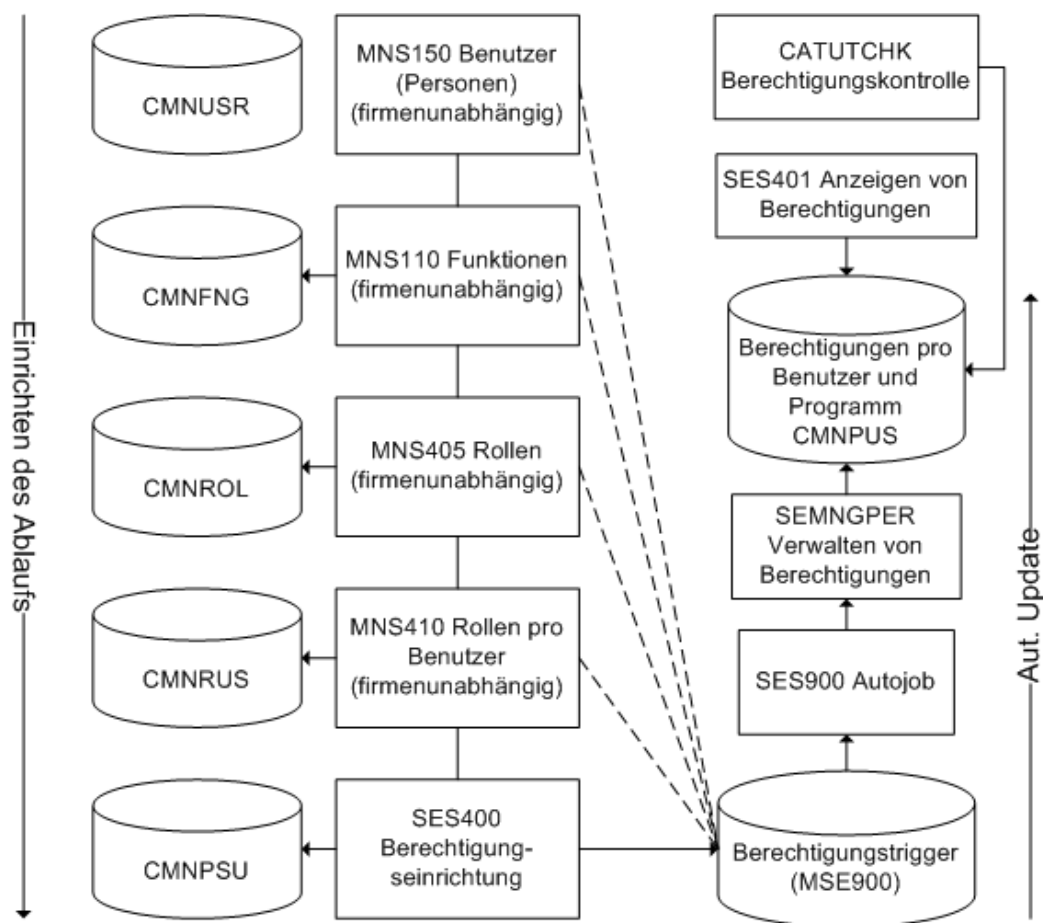 Einrichten des Ablaufs
CMNUSR
MNS150 Benutzer
(Personen)
(firmenunabhängig)
CMNFNG
MNS110 Funktionen
(firmenunabhängig)
CMNROL
MNS405 Rollen
(firmenunabhängig)
CMNRUS
MNS410 Rollen pro
Benutzer
(firmenunabhängig)
CMNPSU
SES400
Berechtigung-
seinrichtung
CATUTCHK
Berechtigungskontrolle
SES401 Anzeigen von
Berechtigungen
Berechtigungen pro
Benutzer und
Programm
CMNPUS
SEMNGPER
Verwalten von
Berechtigungen
SES900 Autojob
Berechtigungstrigger
(MSE900)
Aut. Update